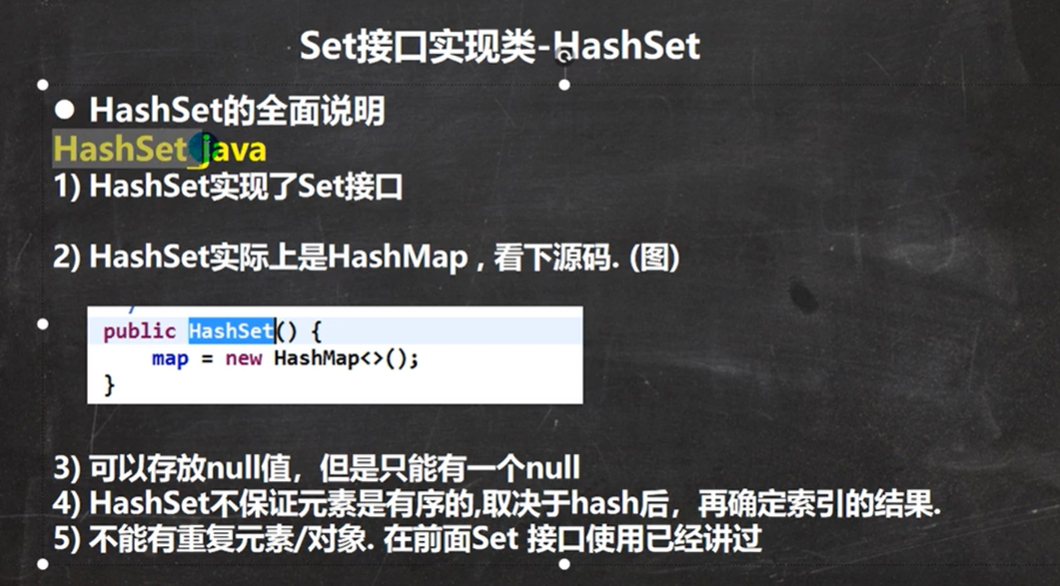 Set接口实现类-HashSet
● HashSet的全面说明
HashSet_java
1) HashSet实现了Set接口
2) HashSet实际上是HashMap , 看下源码. (图)
public HashSet() {
map = new HashMap<>();
}
3) 可以存放null值，但是只能有一个null
4) HashSet不保证元素是有序的,取决于hash后，再确定索引的结果.
5) 不能有重复元素/对象. 在前面Set 接口使用已经讲过